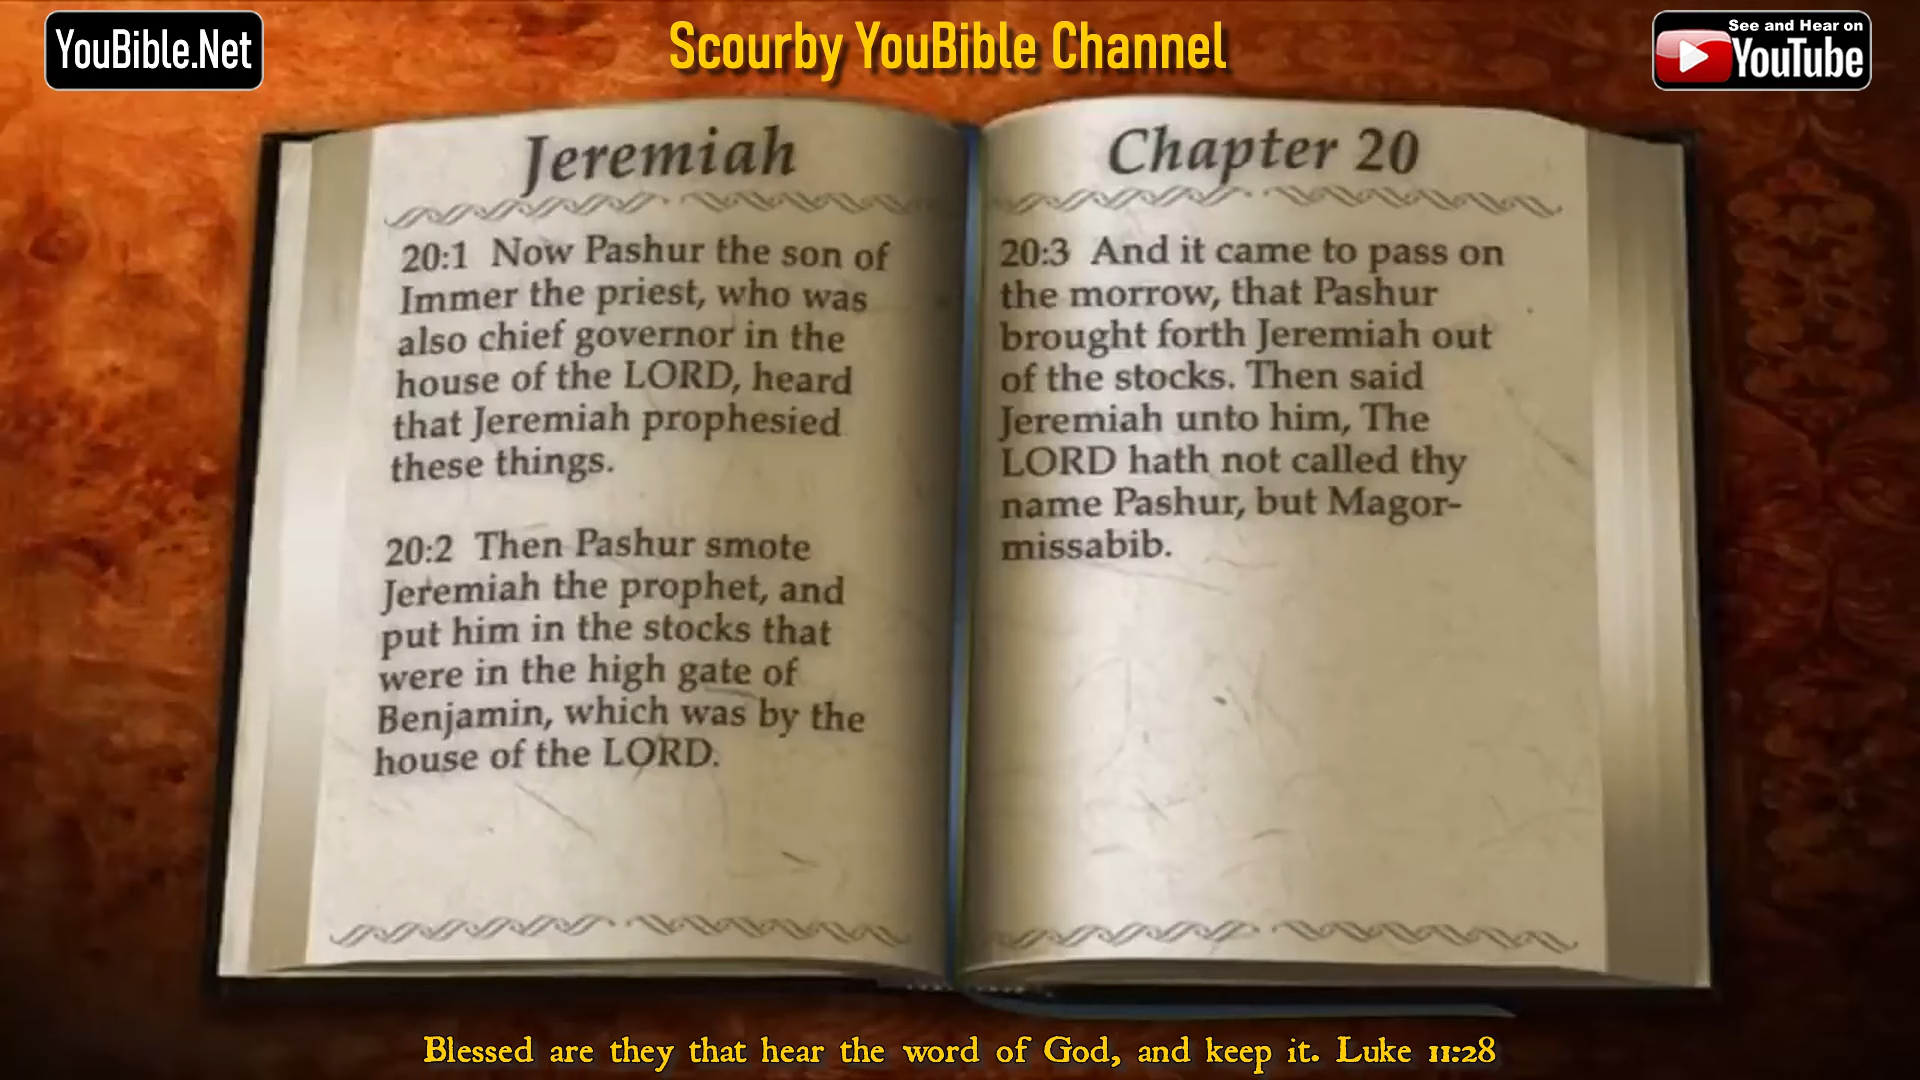 YouBible.Net
Scourby YouBible Channel
See and Hear on
YouTube
Jeremiah
20:1 Now Pashur the son of
Immer the priest, who was
also chief governor in the
house of the LORD, heard
that Jeremiah prophesied
these things.
20:2 Then Pashur smote
Jeremiah the prophet, and
put him in the stocks that
were in the high gate of
Benjamin, which was by the
house of the LORD.
Chapter 20
20:3 And it came to pass on
the morrow, that Pashur
brought forth Jeremiah out
of the stocks. Then said
Jeremiah unto him, The
LORD hath not called thy
name Pashur, but Magor-
missabib.
Blessed are they that hear the word of God, and keep it. Luke 11:28